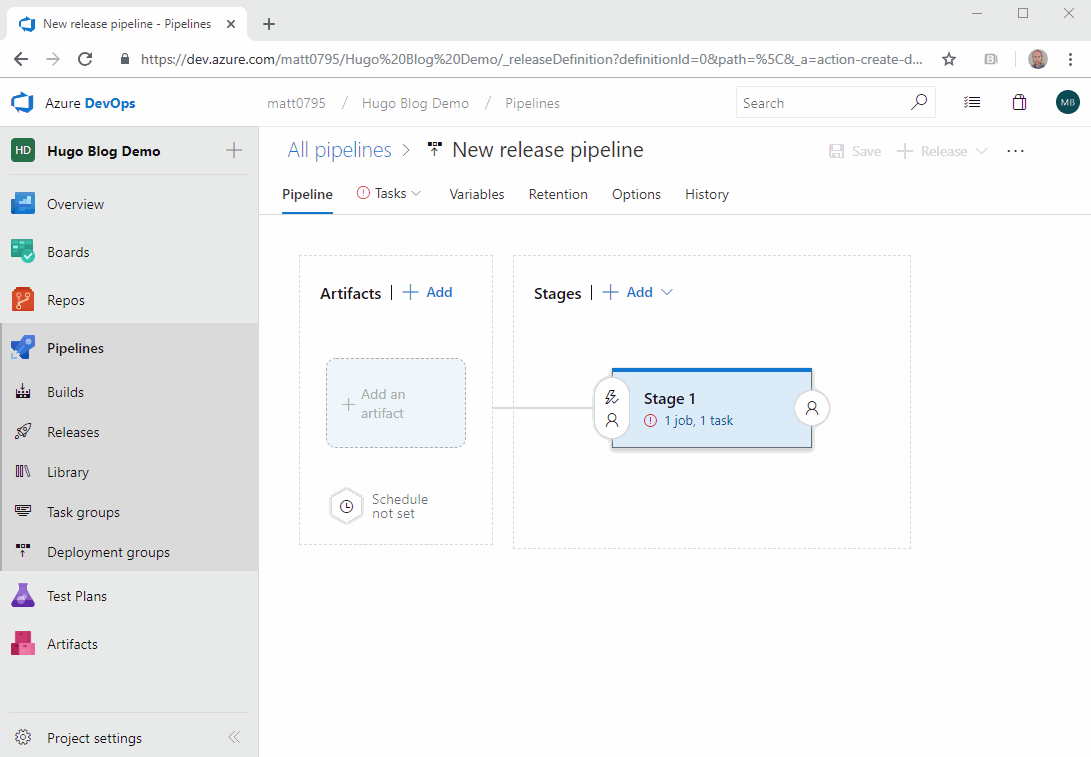 New release pipeline - Pipelines
https://dev.azure.com/matt0795/Hugo%20Blog%20Demo/_releaseDefinition?definitionId=0&path=%5C&_a=action-create-d...
Azure DevOps
matt0795 / Hugo Blog Demo / Pipelines
Search
MB
HD Hugo Blog Demo
All pipelines > New release pipeline
Save
Release
Pipeline
Tasks
Variables
Retention
Options
History
Overview
Boards
Repos
Pipelines
Builds
Releases
Library
Task groups
Deployment groups
Test Plans
Artifacts
Project settings
Artifacts | + Add
Add an
artifact
Schedule
not set
Stages | + Add
Stage 1
1 job, 1 task